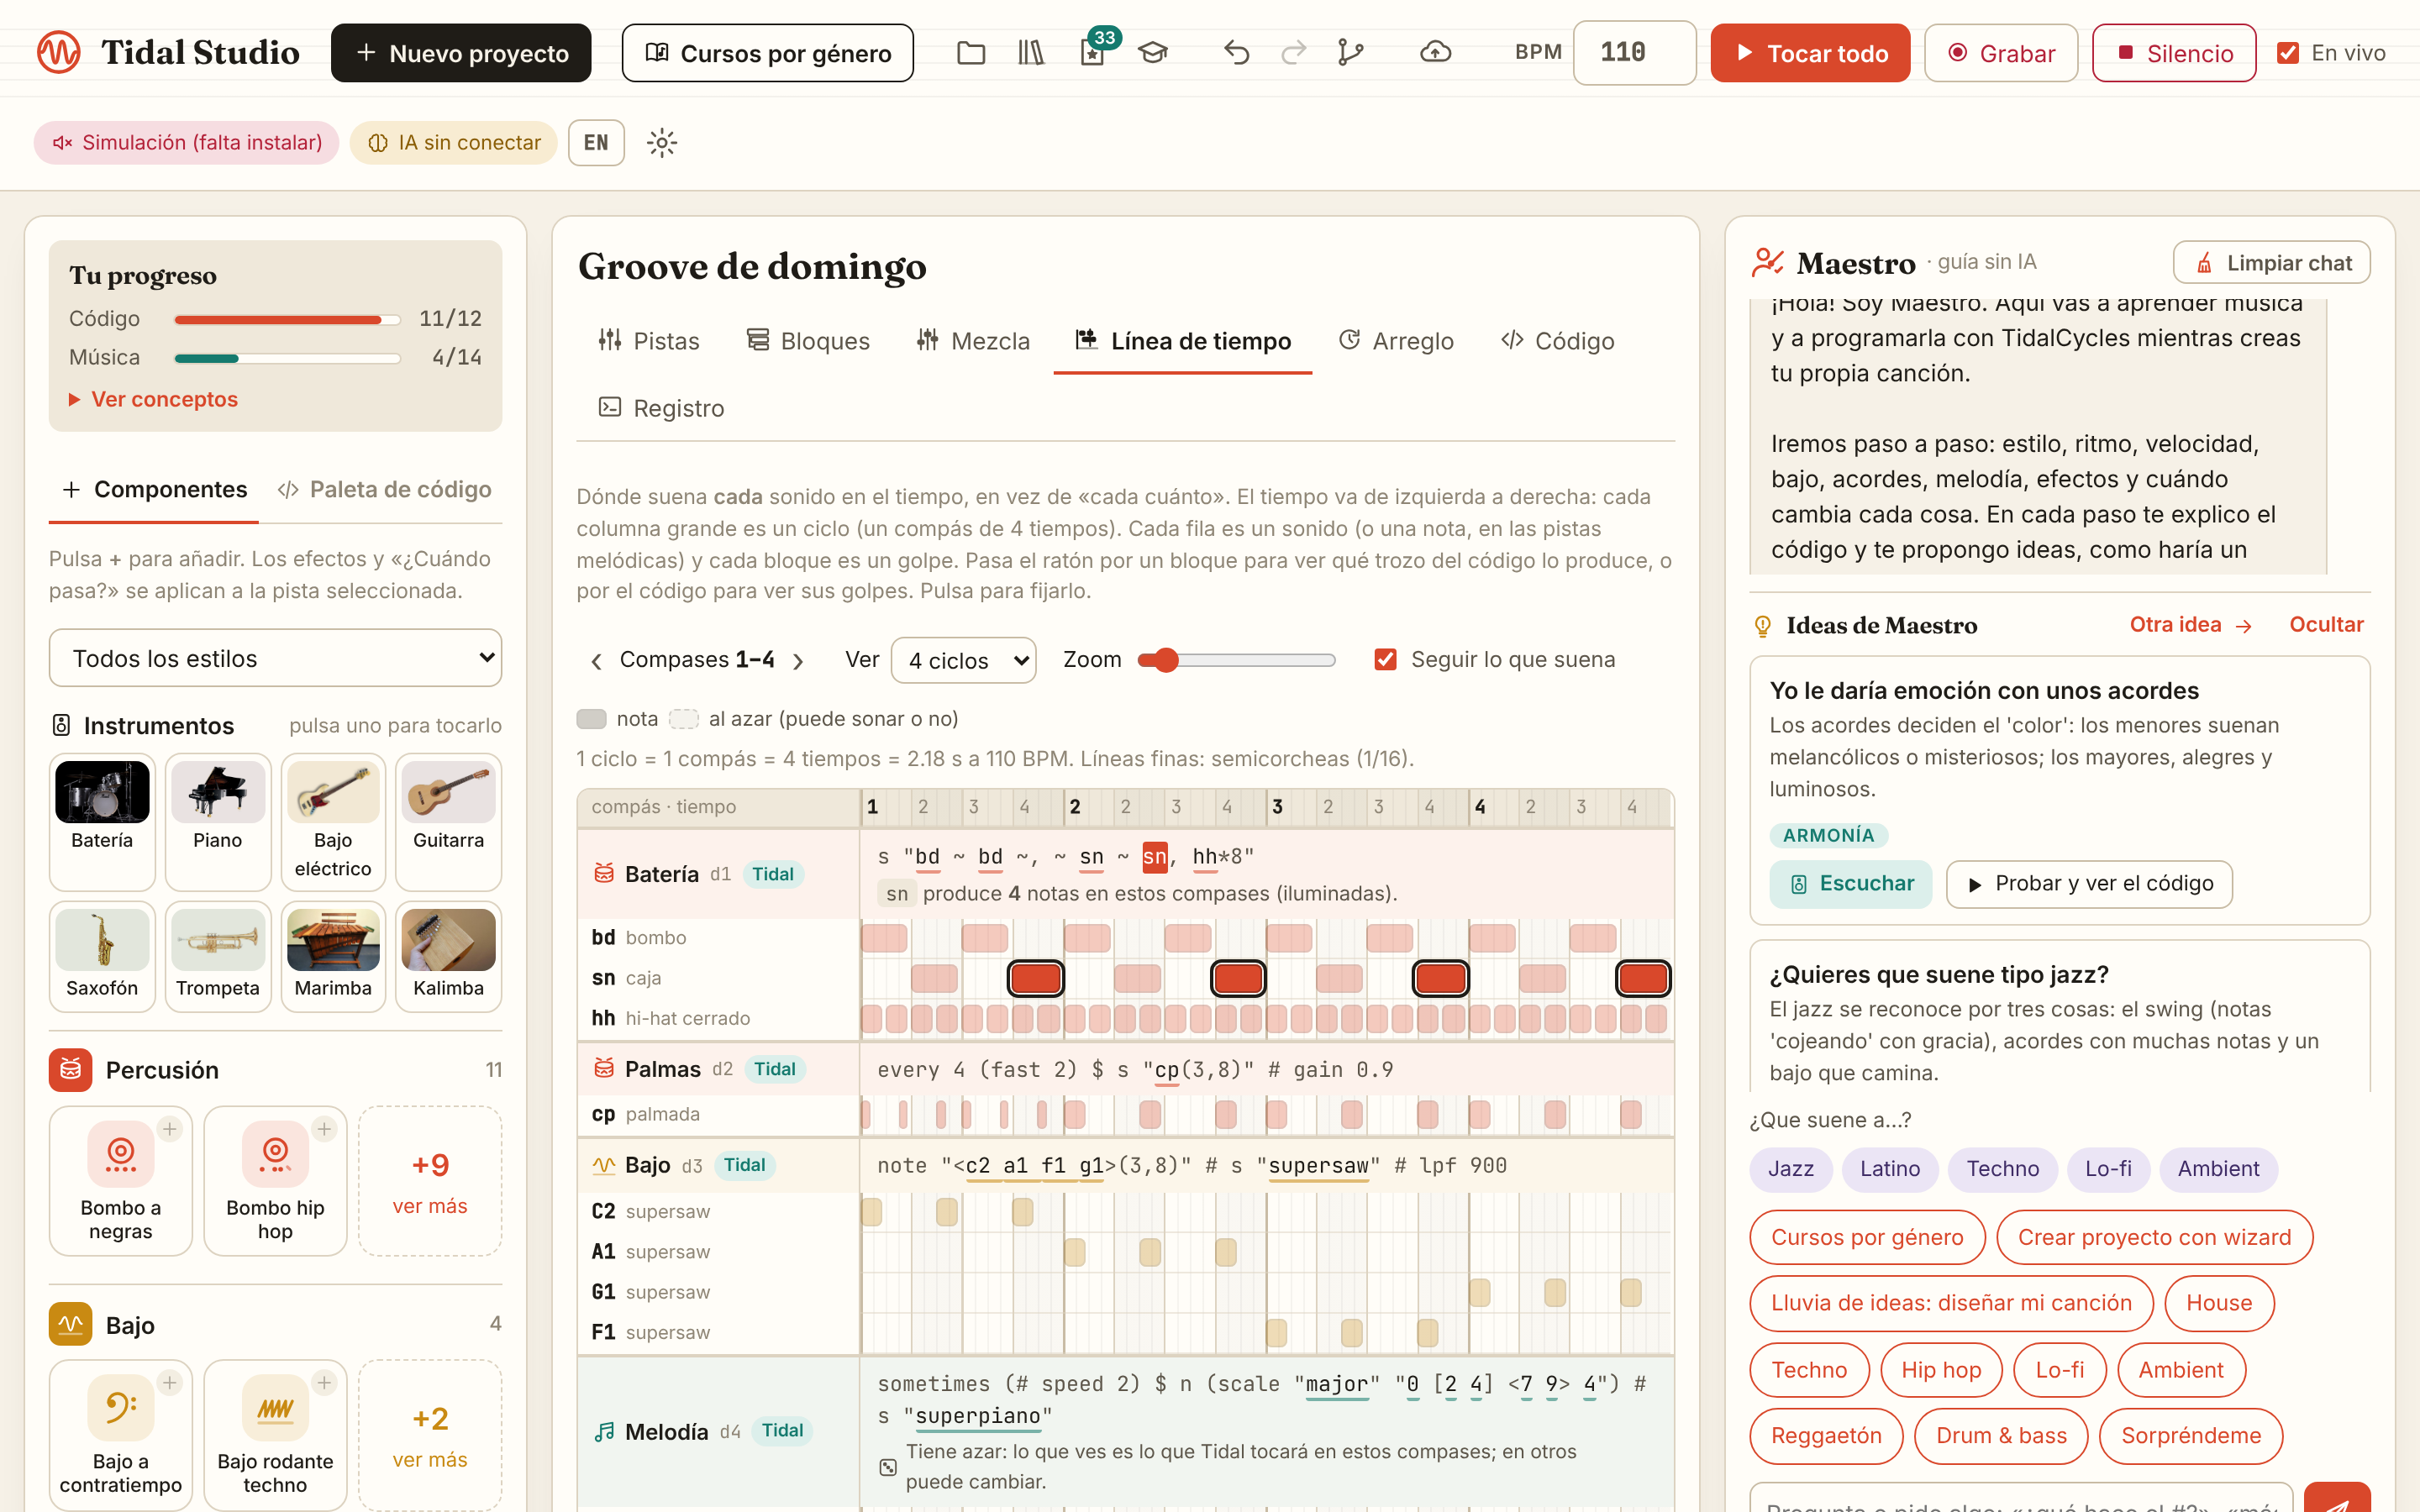 Tidal Studio
Nuevo proyecto
Cursos por género
33
BPM
110
Tocar todo
Grabar
Silencio
En vivo
Simulación (falta instalar)
IA sin conectar
EN
Tu progreso
Código
11/12
Música
4/14
Ver conceptos
Componentes
Paleta de código
Pulsa + para añadir. Los efectos y «¿Cuándo
pasa?» se aplican a la pista seleccionada.
Todos los estilos
Instrumentos
pulsa uno para tocarlo
Batería
Piano
Bajo
eléctrico
Guitarra
Saxofón
Trompeta
Marimba
Kalimba
Percusión
11
Bombo a
negras
Bombo hip
hop
+9
ver más
Bajo
4
Bajo a
contratiempo
Bajo rodante
techno
+2
ver más
Groove de domingo
Pistas
Bloques
Mezcla
Línea de tiempo
Arreglo
Código
Registro
Dónde suena cada sonido en el tiempo, en vez de «cada cuánto». El tiempo va de izquierda a derecha: cada
columna grande es un ciclo (un compás de 4 tiempos). Cada fila es un sonido (o una nota, en las pistas
melódicas) y cada bloque es un golpe. Pasa el ratón por un bloque para ver qué trozo del código lo produce, o
por el código para ver sus golpes. Pulsa para fijarlo.
‹ Compases 1–4 ›
Ver
4 ciclos
Zoom
Seguir lo que suena
nota
al azar (puede sonar o no)
1 ciclo = 1 compás = 4 tiempos = 2.18 s a 110 BPM. Líneas finas: semicorcheas (1/16).
compás · tiempo
1 2 3 4 2 2 3 4 3 2 3 4 4 2 3 4
Batería d1 Tidal
s "bd ~ bd ~, ~ sn ~ sn, hh*8"
sn produce 4 notas en estos compases (iluminadas).
bd bombo
sn caja
hh hi-hat cerrado
Palmas d2 Tidal
every 4 (fast 2) $ s "cp(3,8)" # gain 0.9
cp palmada
Bajo d3 Tidal
note "<c2 a1 f1 g1>(3,8)" # s "supersaw" # lpf 900
C2 supersaw
A1 supersaw
G1 supersaw
F1 supersaw
Melodía d4 Tidal
sometimes (# speed 2) $ n (scale "major" "0 [2 4] <7 9> 4") #
s "superpiano"
Tiene azar: lo que ves es lo que Tidal tocará en estos compases; en otros
puede cambiar.
Maestro
· guía sin IA
Limpiar chat
¡Hola! Soy Maestro. Aquí vas a aprender música
y a programarla con TidalCycles mientras creas
tu propia canción.
Iremos paso a paso: estilo, ritmo, velocidad,
bajo, acordes, melodía, efectos y cuándo
cambia cada cosa. En cada paso te explico el
código y te propongo ideas, como haría un
Ideas de Maestro
Otra idea →
Ocultar
Yo le daría emoción con unos acordes
Los acordes deciden el 'color': los menores suenan
melancólicos o misteriosos; los mayores, alegres y
luminosos.
ARMONÍA
Escuchar
Probar y ver el código
¿Quieres que suene tipo jazz?
El jazz se reconoce por tres cosas: el swing (notas
'cojeando' con gracia), acordes con muchas notas y un
bajo que camina.
¿Que suene a...?
Jazz
Latino
Techno
Lo-fi
Ambient
Cursos por género
Crear proyecto con wizard
Lluvia de ideas: diseñar mi canción
House
Techno
Hip hop
Lo-fi
Ambient
Reggaetón
Drum & bass
Sorpréndeme